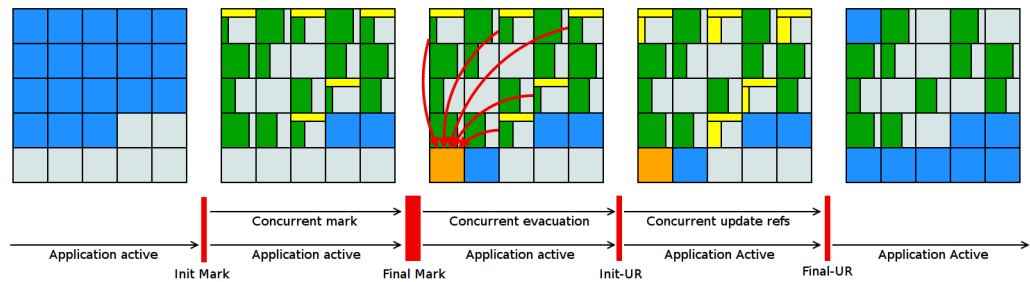 Concurrent mark
Concurrent evacuation
Concurrent update refs
Application active
Application active
Application active
Application Active
Application Active
Init Mark
Final Mark
Init-UR
Final-UR